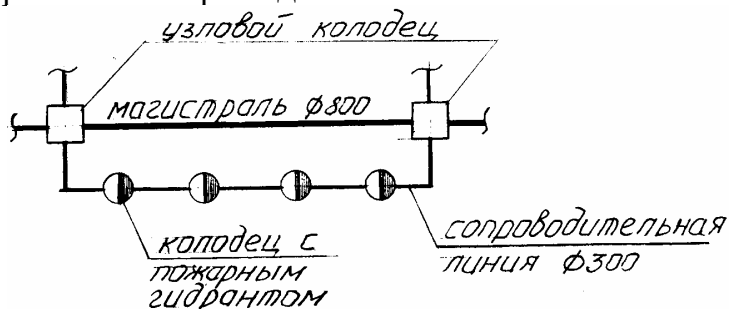 узловой колодец
магистраль ф800
колодец с
пожарным
гидрантом
сопроводительная
линия ф300